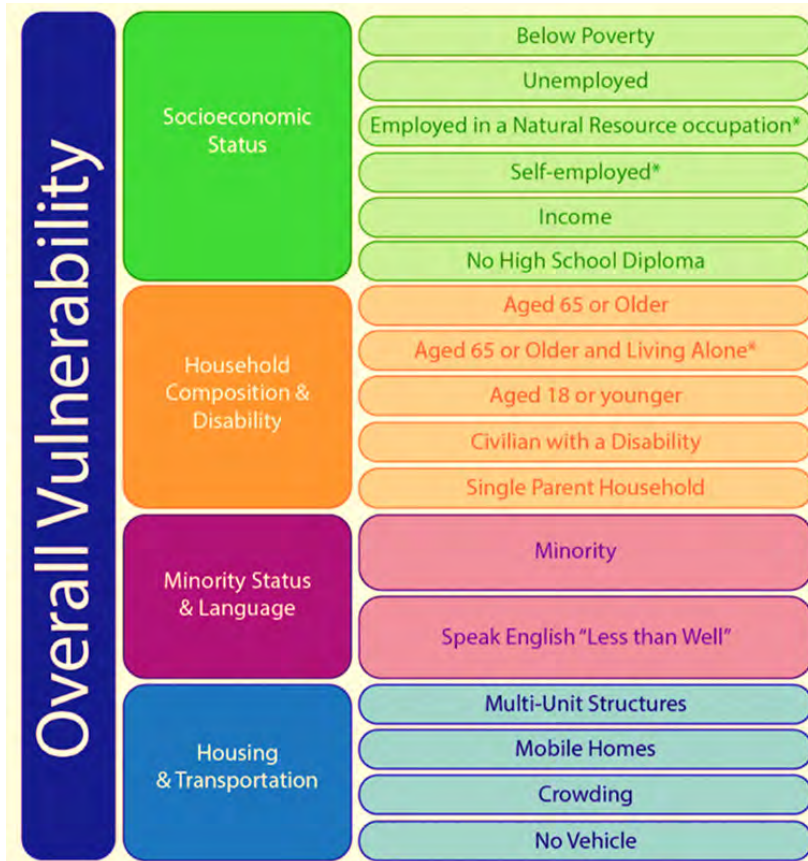 Overall Vulnerability
Socioeconomic
Status
Below Poverty
Unemployed
Employed in a Natural Resource occupation*
Self-employed*
Income
No High School Diploma
Household
Composition &
Disability
Aged 65 or Older
Aged 65 or Older and Living Alone*
Aged 18 or younger
Civilian with a Disability
Single Parent Household
Minority Status
& Language
Minority
Speak English “Less than Well”
Housing
& Transportation
Multi-Unit Structures
Mobile Homes
Crowding
No Vehicle